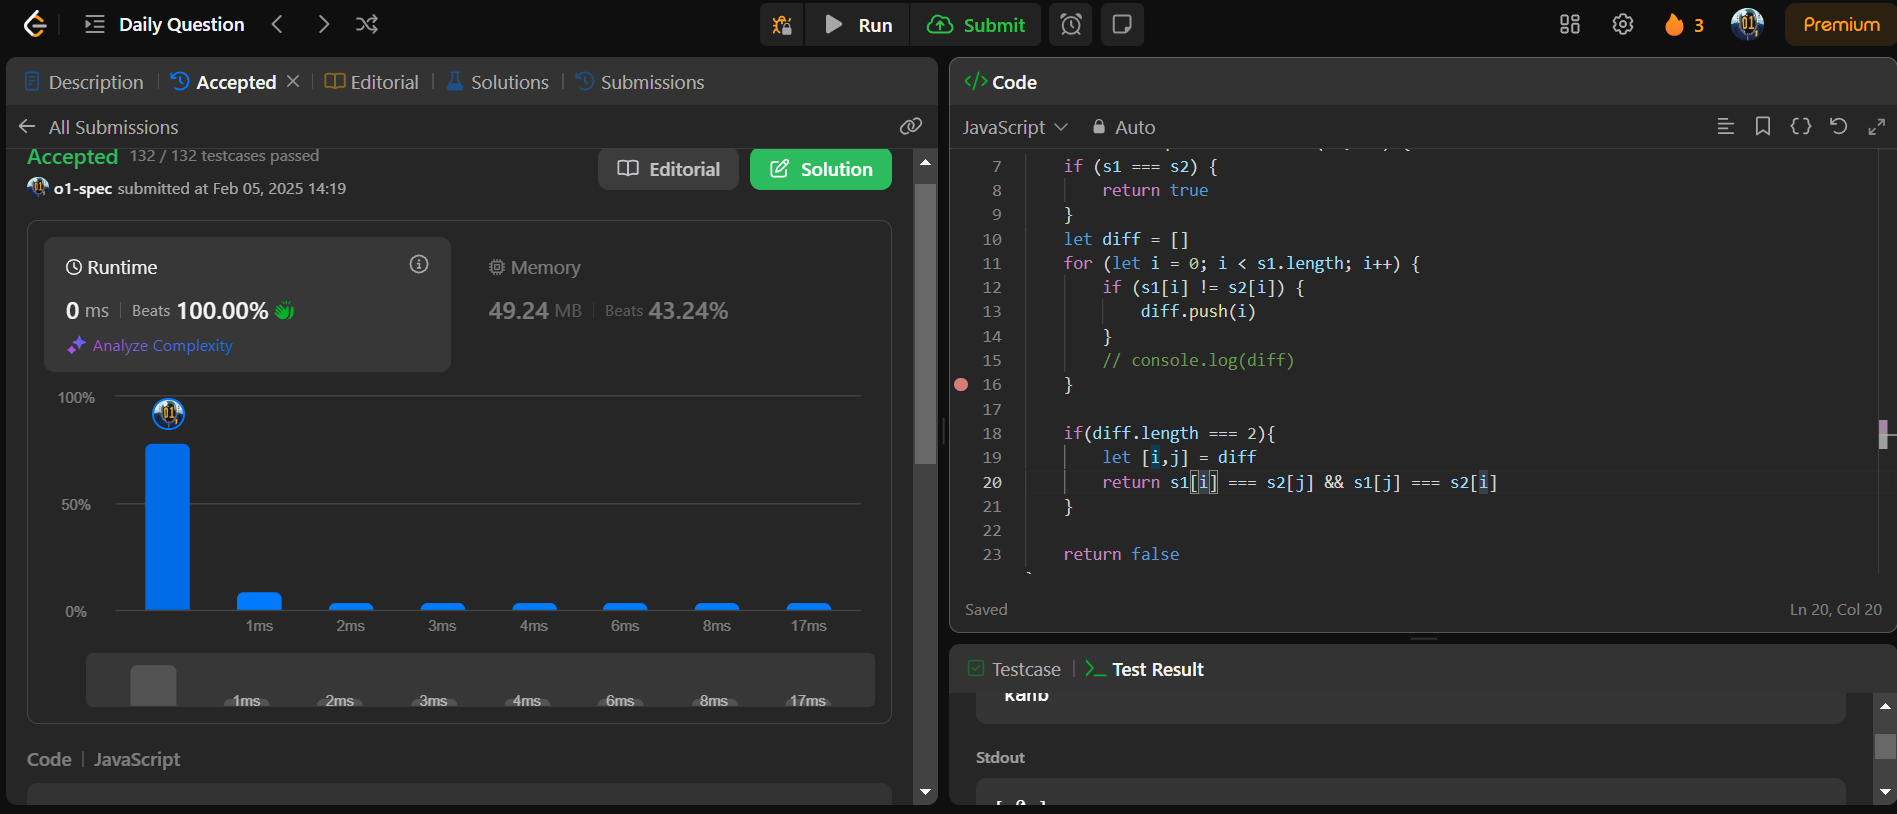 Daily Question
Run
Submit
3
Premium
Description
Accepted
Editorial
Solutions
Submissions
All Submissions
Accepted 132 / 132 testcases passed
o1-spec submitted at Feb 05, 2025 14:19
Editorial
Solution
Runtime
0 ms Beats 100.00%
Analyze Complexity
Memory
49.24 MB Beats 43.24%
100%
50%
0%
1ms 2ms 3ms 4ms 6ms 8ms 17ms
1ms 2ms 3ms 4ms 6ms 8ms 17ms
Code JavaScript
</> Code
JavaScript Auto
7 if (s1 === s2) {
8 return true
9 }
10 let diff = []
11 for (let i = 0; i < s1.length; i++) {
12 if (s1[i] != s2[i]) {
13 diff.push(i)
14 }
15 // console.log(diff)
16 }
17
18 if(diff.length === 2){
19 let [i,j] = diff
20 return s1[i] === s2[j] && s1[j] === s2[i]
21 }
22
23 return false
Saved
Ln 20, Col 20
Testcase
Test Result
Stdout